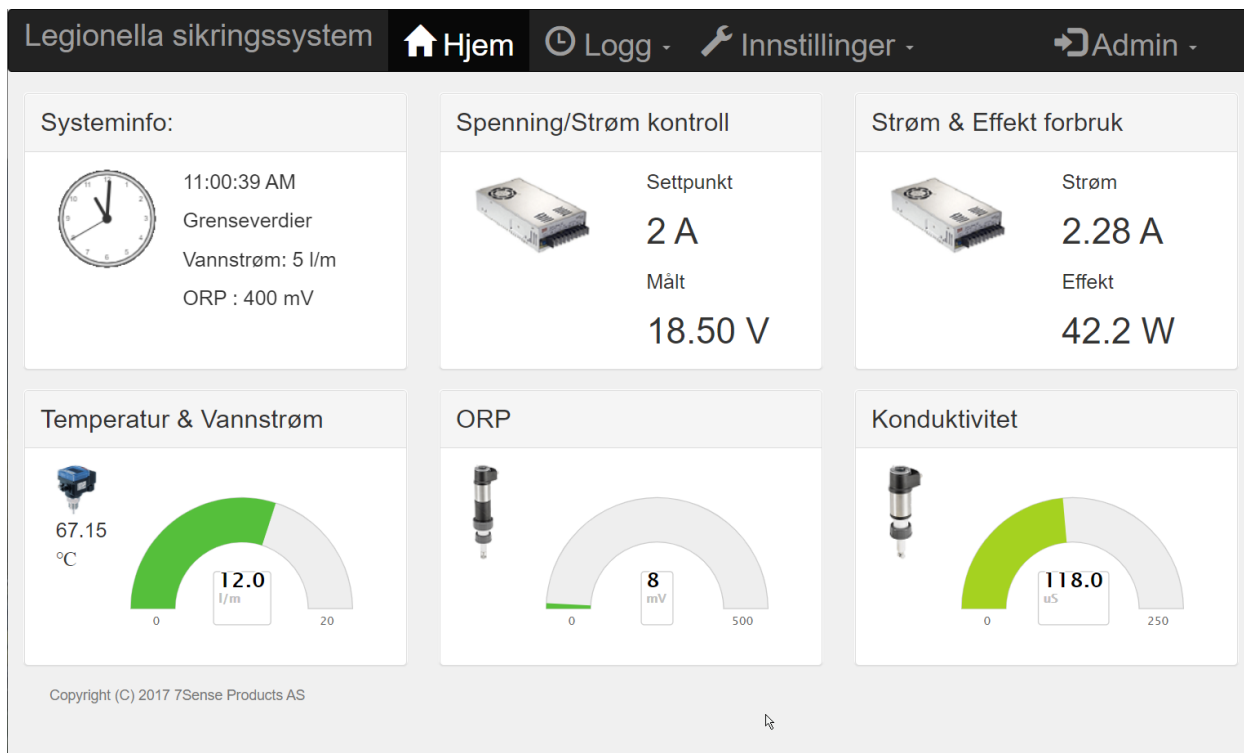 Legionella sikringssystem Hjem Logg Innstillinger Admin
Systeminfo:
11:00:39 AM
Grenseverdier
Vannstrøm: 5 l/m
ORP : 400 mV
Spenning/Strøm kontroll
Settpunkt
2 A
Målt
18.50 V
Strøm & Effekt forbruk
Strøm
2.28 A
Effekt
42.2 W
Temperatur & Vannstrøm
67.15
°C
12.0
l/m
0 20
ORP
8
mV
0 500
Konduktivitet
118.0
uS
0 250
Copyright (C) 2017 7Sense Products AS